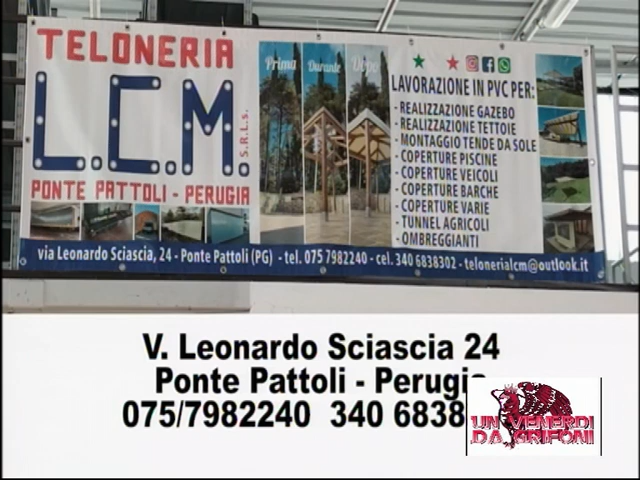 TELONERIA
L.C.M.
S.R.L.s.
PONTE PATTOLI - PERUGIA
Prima Durante Dopo
LAVORAZIONE IN PVC PER:
- REALIZZAZIONE GAZEBO
- REALIZZAZIONE TETTOIE
- MONTAGGIO TENDE DA SOLE
- COPERTURE PISCINE
- COPERTURE VEICOLI
- COPERTURE BARCHE
- COPERTURE VARIE
- TUNNEL AGRICOLI
- OMBREGGIANTI
via Leonardo Sciascia, 24 - Ponte Pattoli (PG) - tel. 075 7982240 - cel. 340 6838302 - telonerialcm@outlook.it
V. Leonardo Sciascia 24
Ponte Pattoli - Perugia
075/7982240 340 6838
UN VENERDI
DA GRIFONI